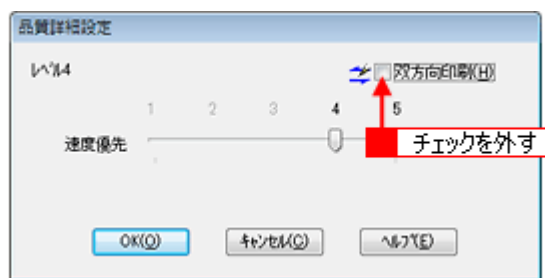 品質詳細設定
レベル4
双方向印刷(H)
1 2 3 4 5
速度優先
チェックを外す
OK(O) キャンセル(C) ヘルプ(E)